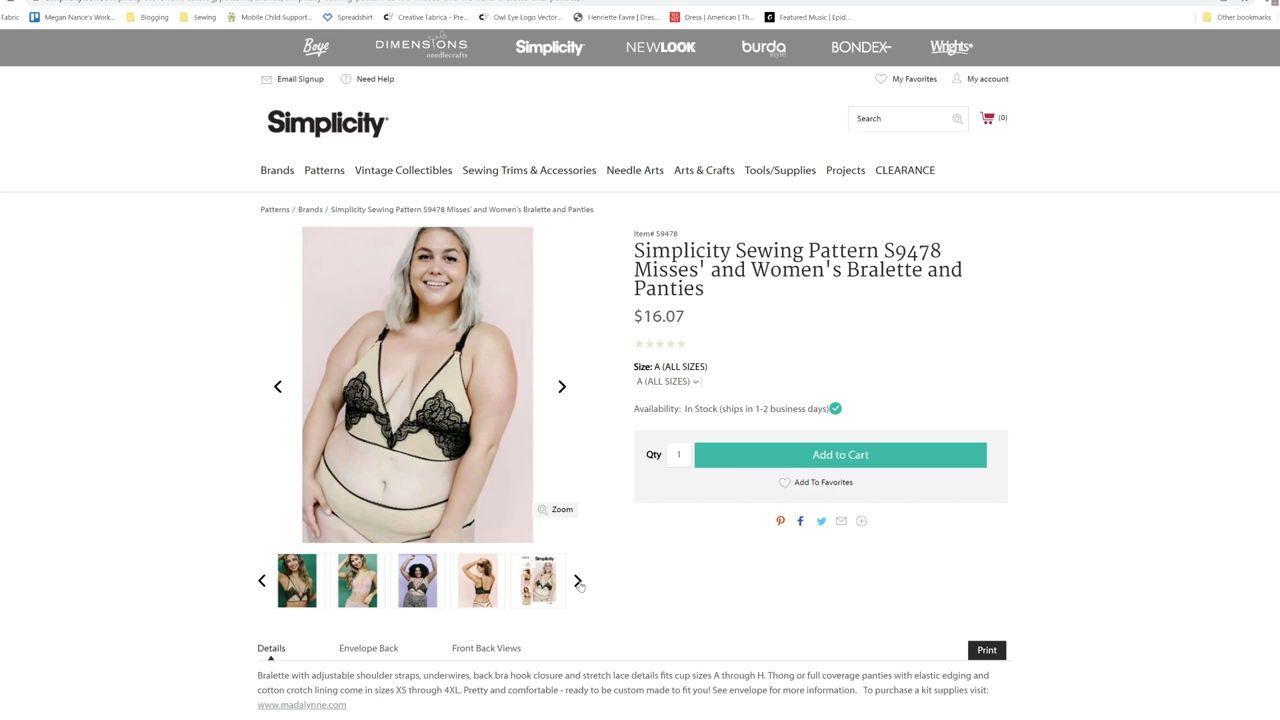 Fabric Megan Nance's Work... Blogging Sewing Mobile Child Support... Spreadshirt Creative Fabrica - Pre... Owl Eye Logo Vector... Henriette Favre | Dres... Dress | American | Th... Featured Music | Epid... Other bookmarks
Boye DIMENSIONS needlecrafts Simplicity NEWLOOK burda style BONDEX Wrights
Email Signup Need Help My Favorites My account
Simplicity
Search (0)
Brands Patterns Vintage Collectibles Sewing Trims & Accessories Needle Arts Arts & Crafts Tools/Supplies Projects CLEARANCE
Patterns / Brands / Simplicity Sewing Pattern S9478 Misses' and Women's Bralette and Panties
Item# S9478
Simplicity Sewing Pattern S9478
Misses' and Women's Bralette and
Panties
$16.07
Size: A (ALL SIZES)
A (ALL SIZES)
Availability: In Stock (ships in 1-2 business days)
Qty 1 Add to Cart
Add To Favorites
Zoom
Simplicity
Details Envelope Back Front Back Views Print
Bralette with adjustable shoulder straps, underwires, back bra hook closure and stretch lace details fits cup sizes A through H. Thong or full coverage panties with elastic edging and
cotton crotch lining come in sizes XS through 4XL. Pretty and comfortable - ready to be custom made to fit you! See envelope for more information. To purchase a kit supplies visit:
www.madalynne.com